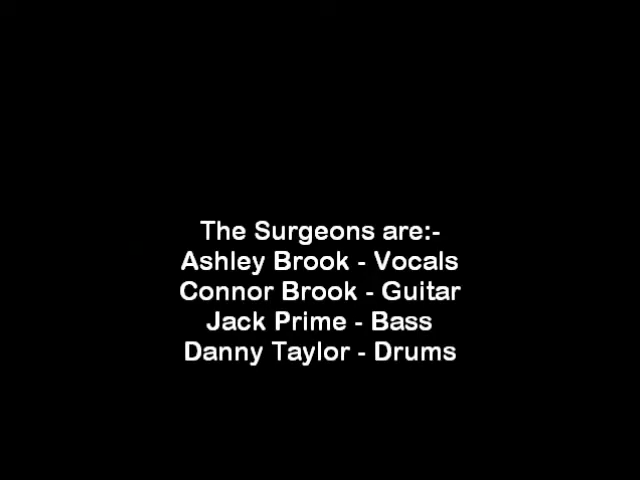 The Surgeons are:-
Ashley Brook - Vocals
Connor Brook - Guitar
Jack Prime - Bass
Danny Taylor - Drums